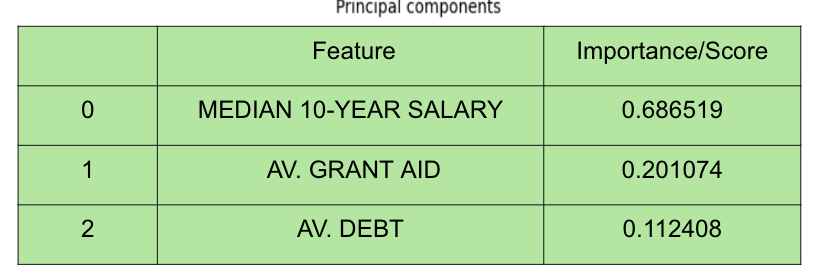 Principal components
Feature Importance/Score
0 MEDIAN 10-YEAR SALARY 0.686519
1 AV. GRANT AID 0.201074
2 AV. DEBT 0.112408